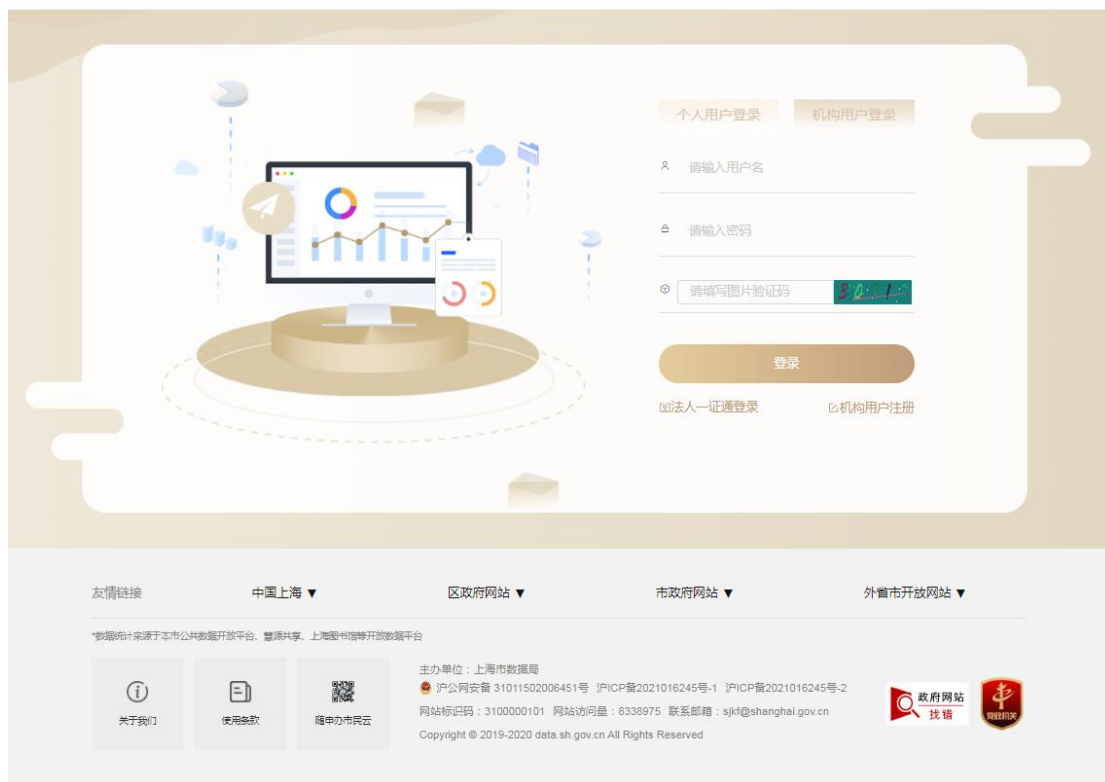 个人用户登录 机构用户登录
请输入用户名
请输入密码
请填写图片验证码
登录
法人一证通登录 机构用户注册
友情链接 中国上海 ▼ 区政府网站 ▼ 市政府网站 ▼ 外省市开放网站 ▼
*数据统计来源于本市公共数据开放平台、慧源共享、上海图书馆等开放数据平台
主办单位：上海市数据局
沪公网安备 31011502006451号 沪ICP备2021016245号-1 沪ICP备2021016245号-2
网站标识码：3100000101 网站访问量：8338975 联系邮箱：sjkf@shanghai.gov.cn
Copyright © 2019-2020 data.sh.gov.cn All Rights Reserved
关于我们 使用条款 随申办市民云
政府网站
找错
党政机关